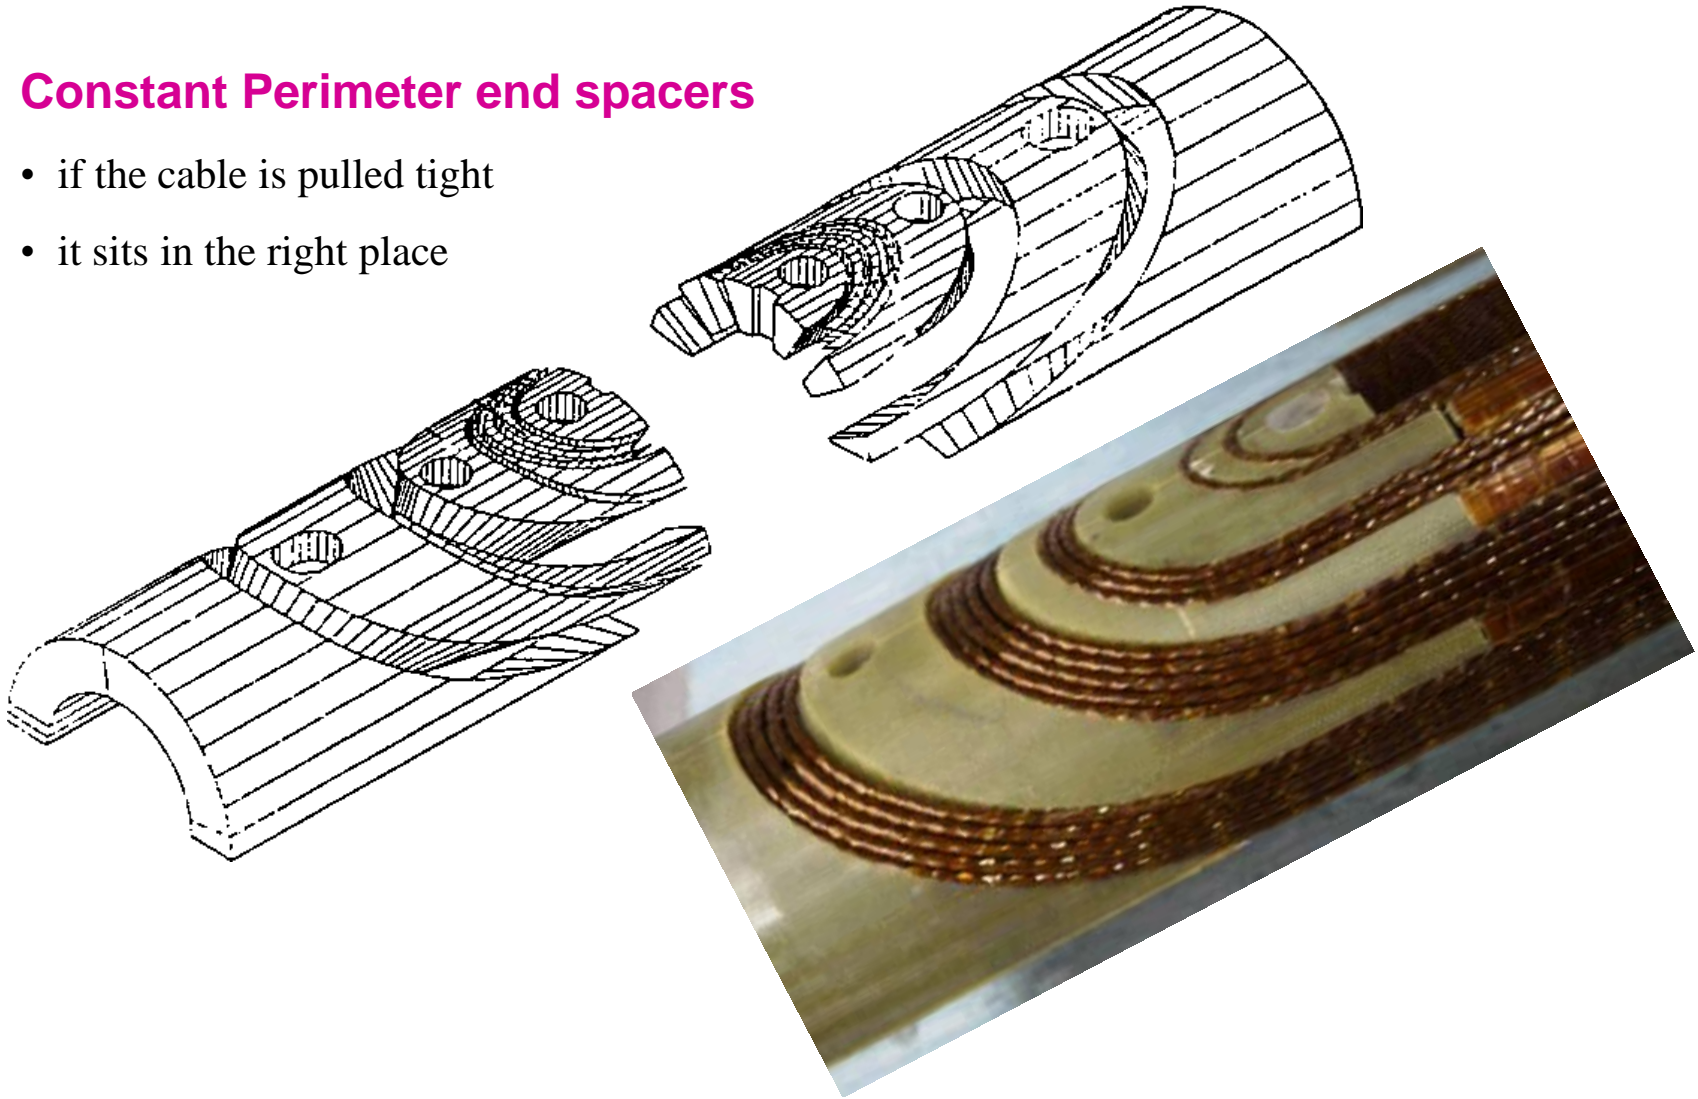 Constant Perimeter end spacers
• if the cable is pulled tight
• it sits in the right place